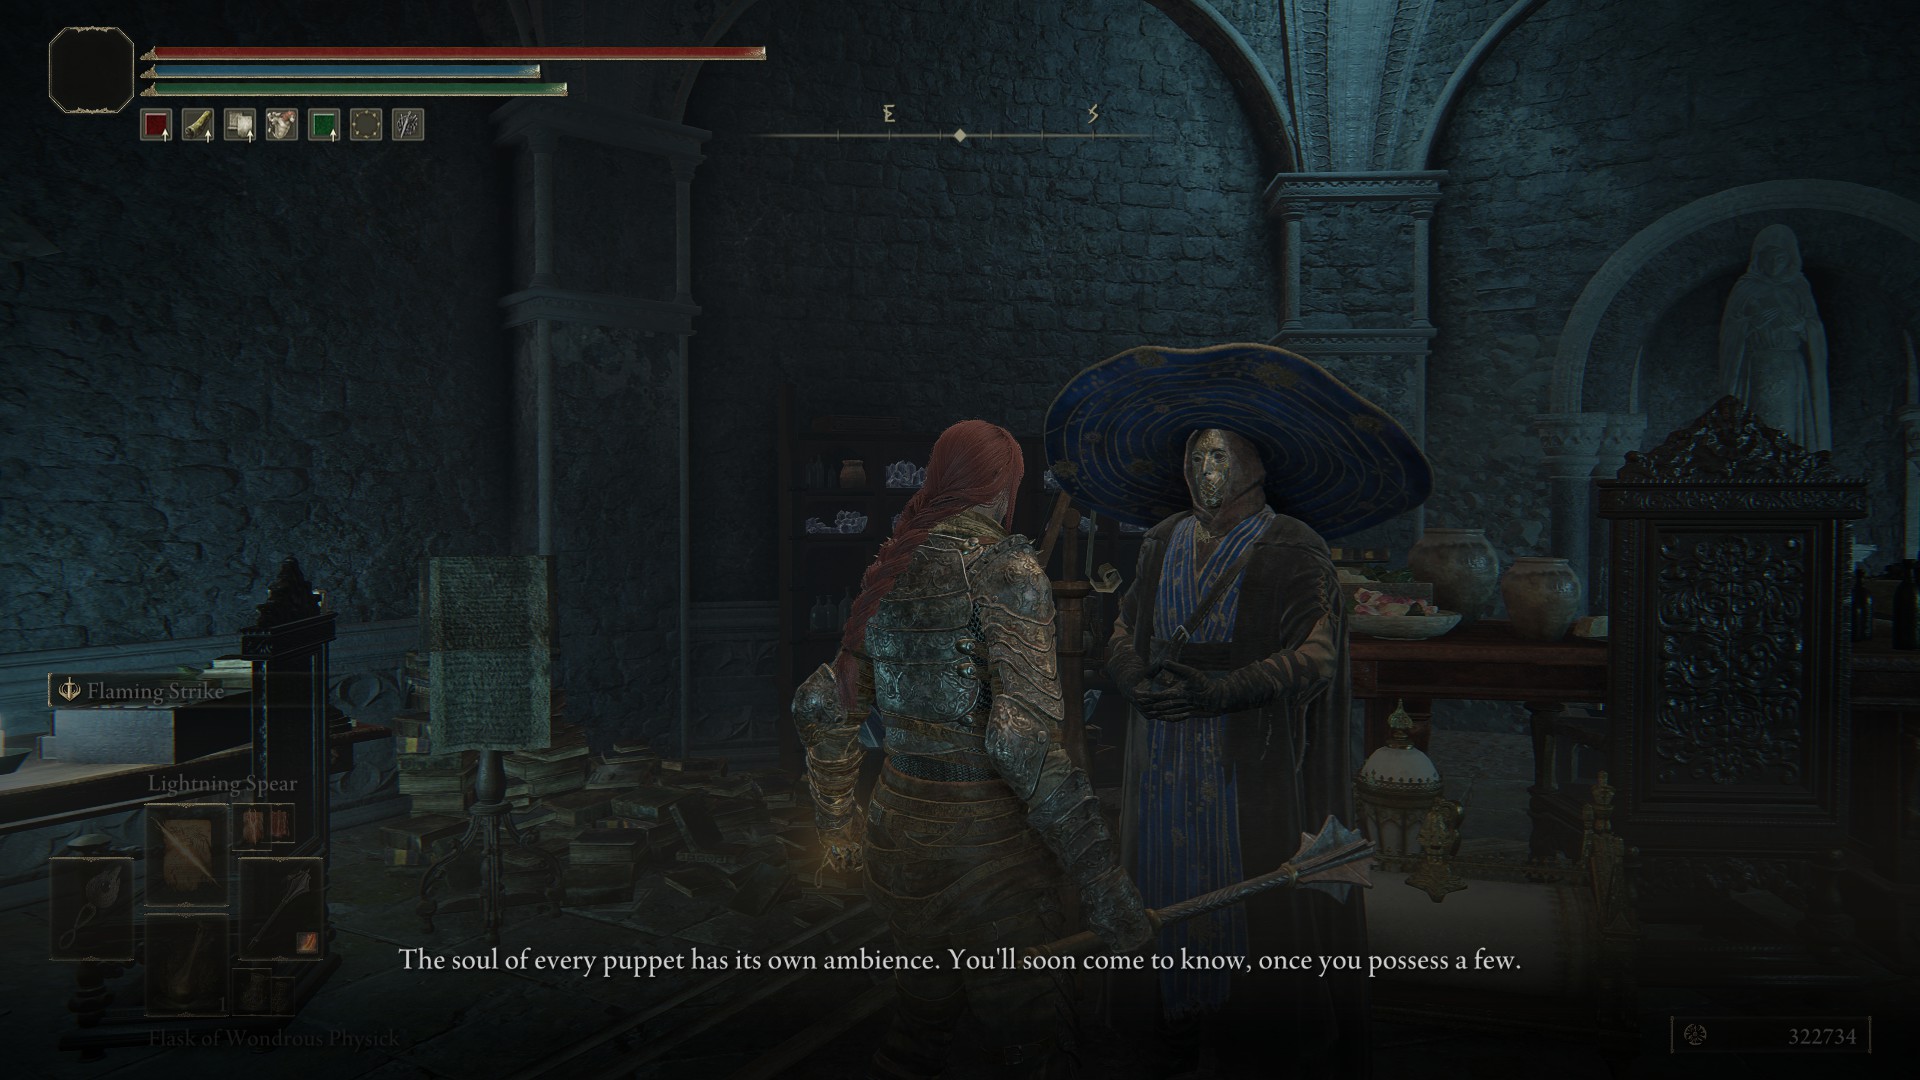 E S
Flaming Strike
Lightning Spear
The soul of every puppet has its own ambience. You'll soon come to know, once you possess a few.
1
Flask of Wondrous Physick
322734